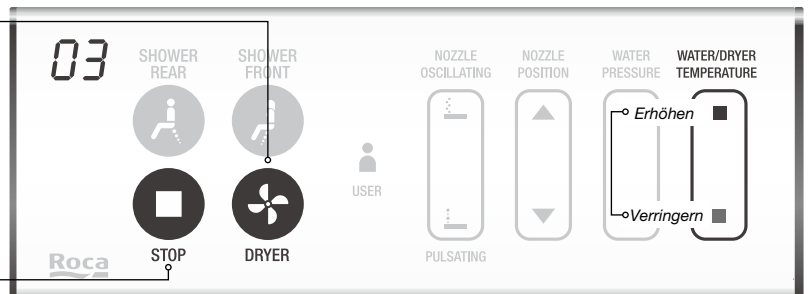 03
SHOWER
REAR
SHOWER
FRONT
NOZZLE
OSCILLATING
NOZZLE
POSITION
WATER
PRESSURE
WATER/DRYER
TEMPERATURE
Erhöhen
USER
Verringern
STOP
DRYER
PULSATING
Roca